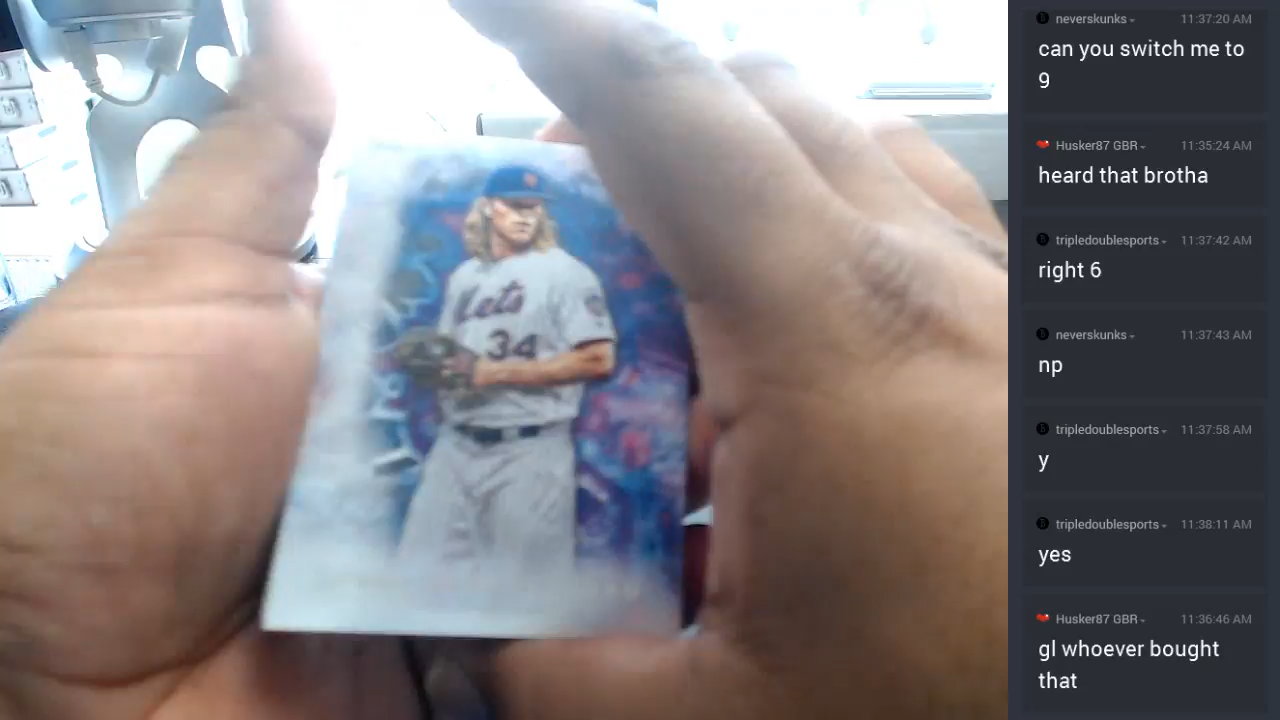 Mets
34
neverskunks 11:37:20 AM
can you switch me to
9
Husker87 GBR 11:35:24 AM
heard that brotha
tripledoublesports 11:37:42 AM
right 6
neverskunks 11:37:43 AM
np
tripledoublesports 11:37:58 AM
y
tripledoublesports 11:38:11 AM
yes
Husker87 GBR 11:36:46 AM
gl whoever bought
that